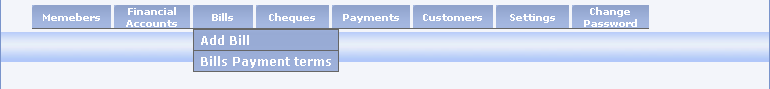 Memebers
Financial
Accounts
Bills
Cheques
Payments
Customers
Settings
Change
Password
Add Bill
Bills Payment terms